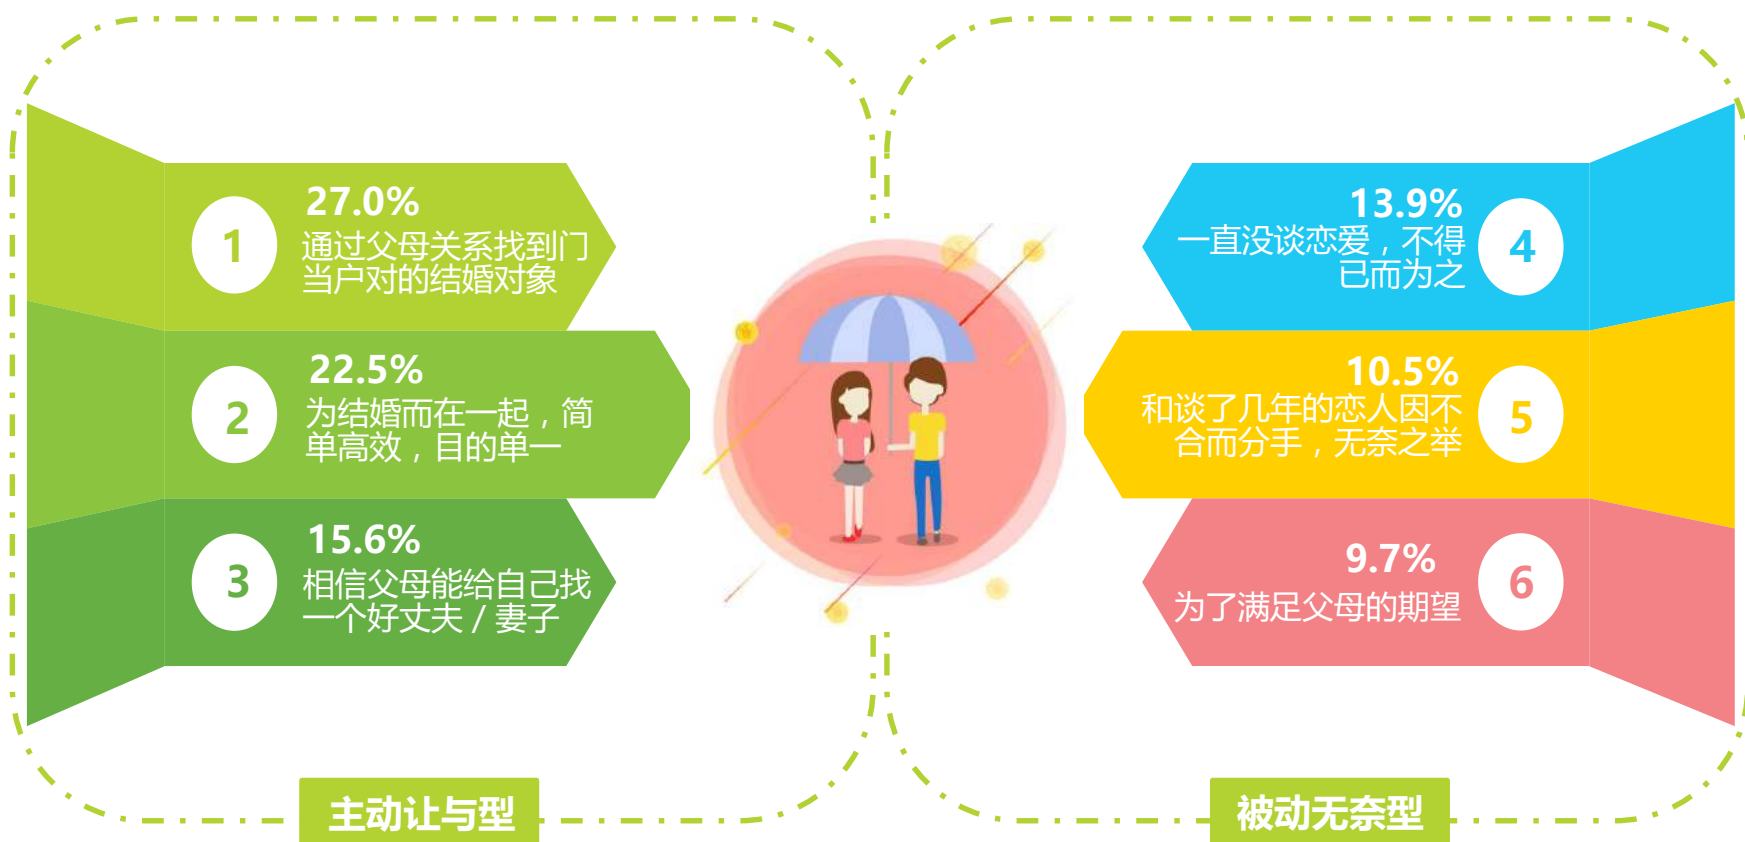 1
27.0%
通过父母关系找到门
当户对的结婚对象
2
22.5%
为结婚而在一起，简
单高效，目的单一
3
15.6%
相信父母能给自己找
一个好丈夫/妻子
主动让与型
13.9%
一直没谈恋爱，不得
已而为之
4
10.5%
和谈了几年的恋人因不
合而分手，无奈之举
5
9.7%
为了满足父母的期望
6
被动无奈型